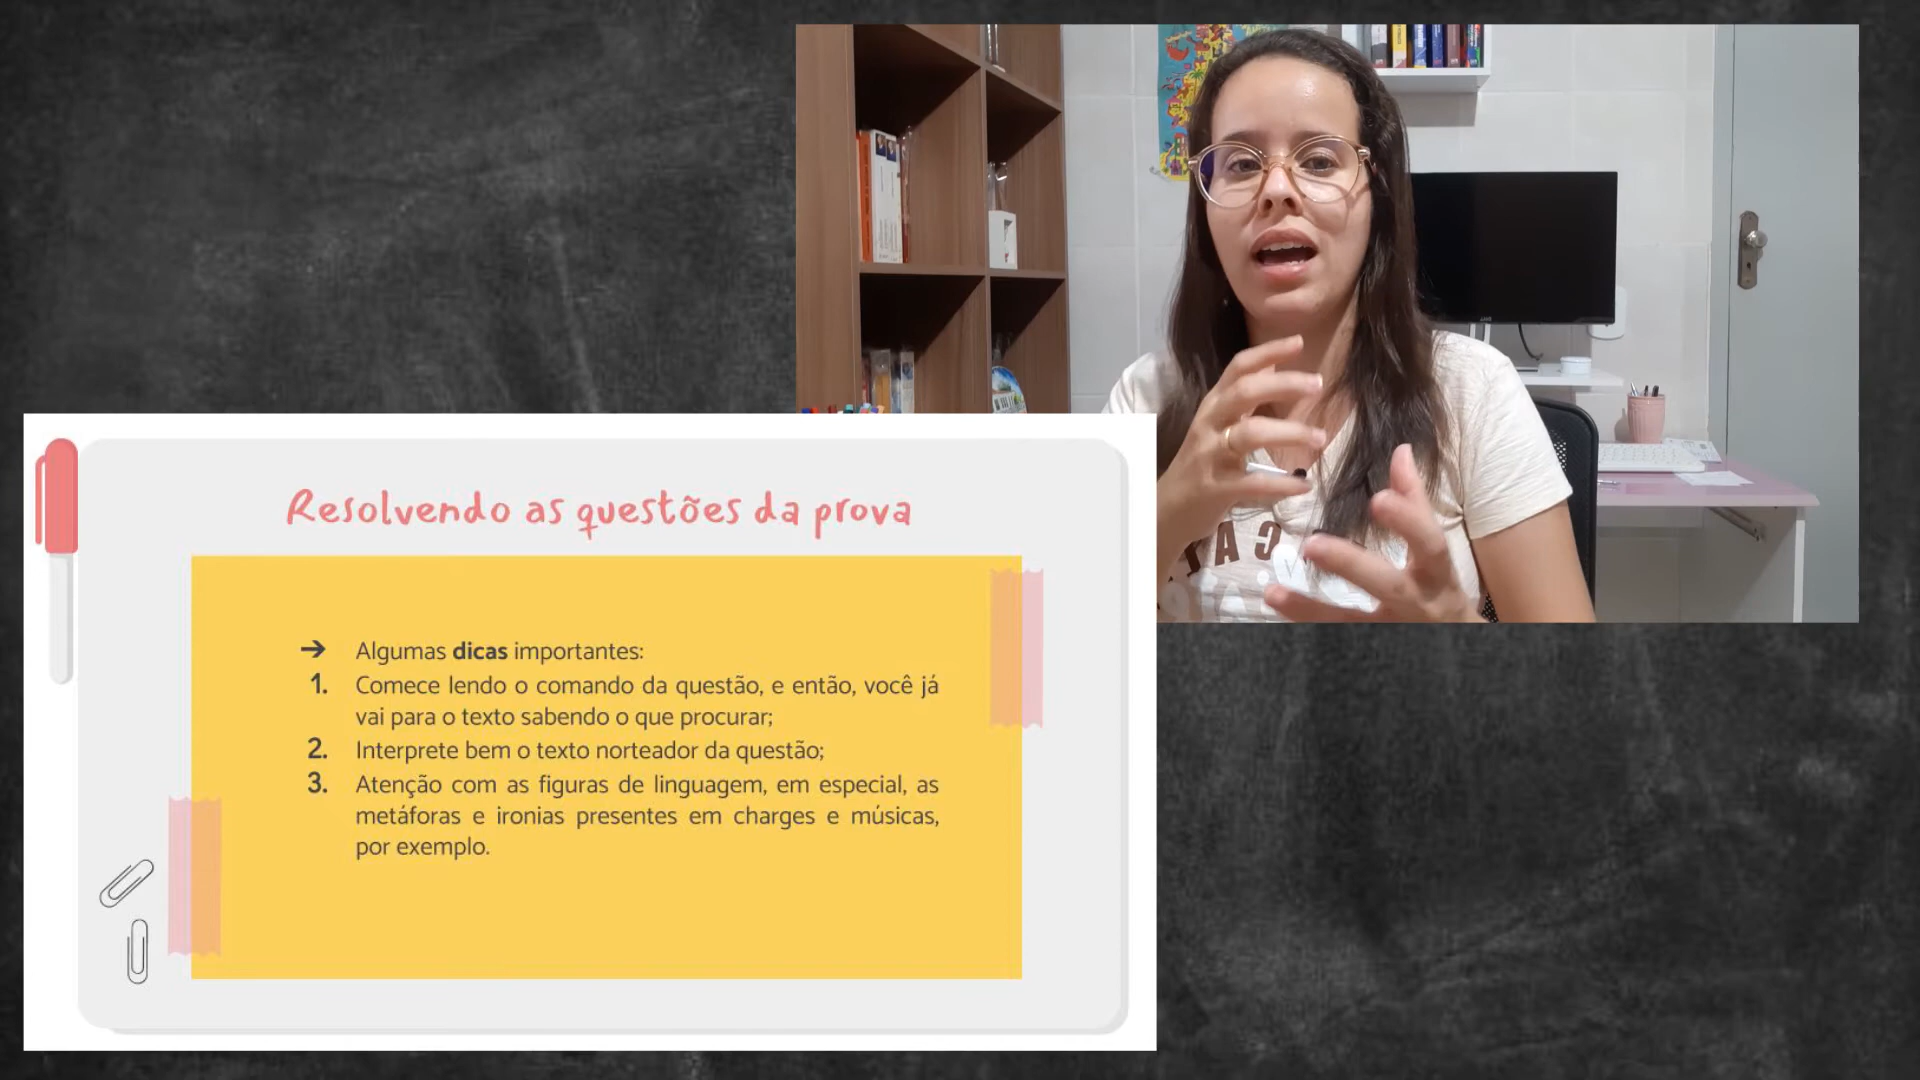 Resolvendo as questões da prova
➔ Algumas dicas importantes:
1. Comece lendo o comando da questão, e então, você já
vai para o texto sabendo o que procurar;
2. Interprete bem o texto norteador da questão;
3. Atenção com as figuras de linguagem, em especial, as
metáforas e ironias presentes em charges e músicas,
por exemplo.